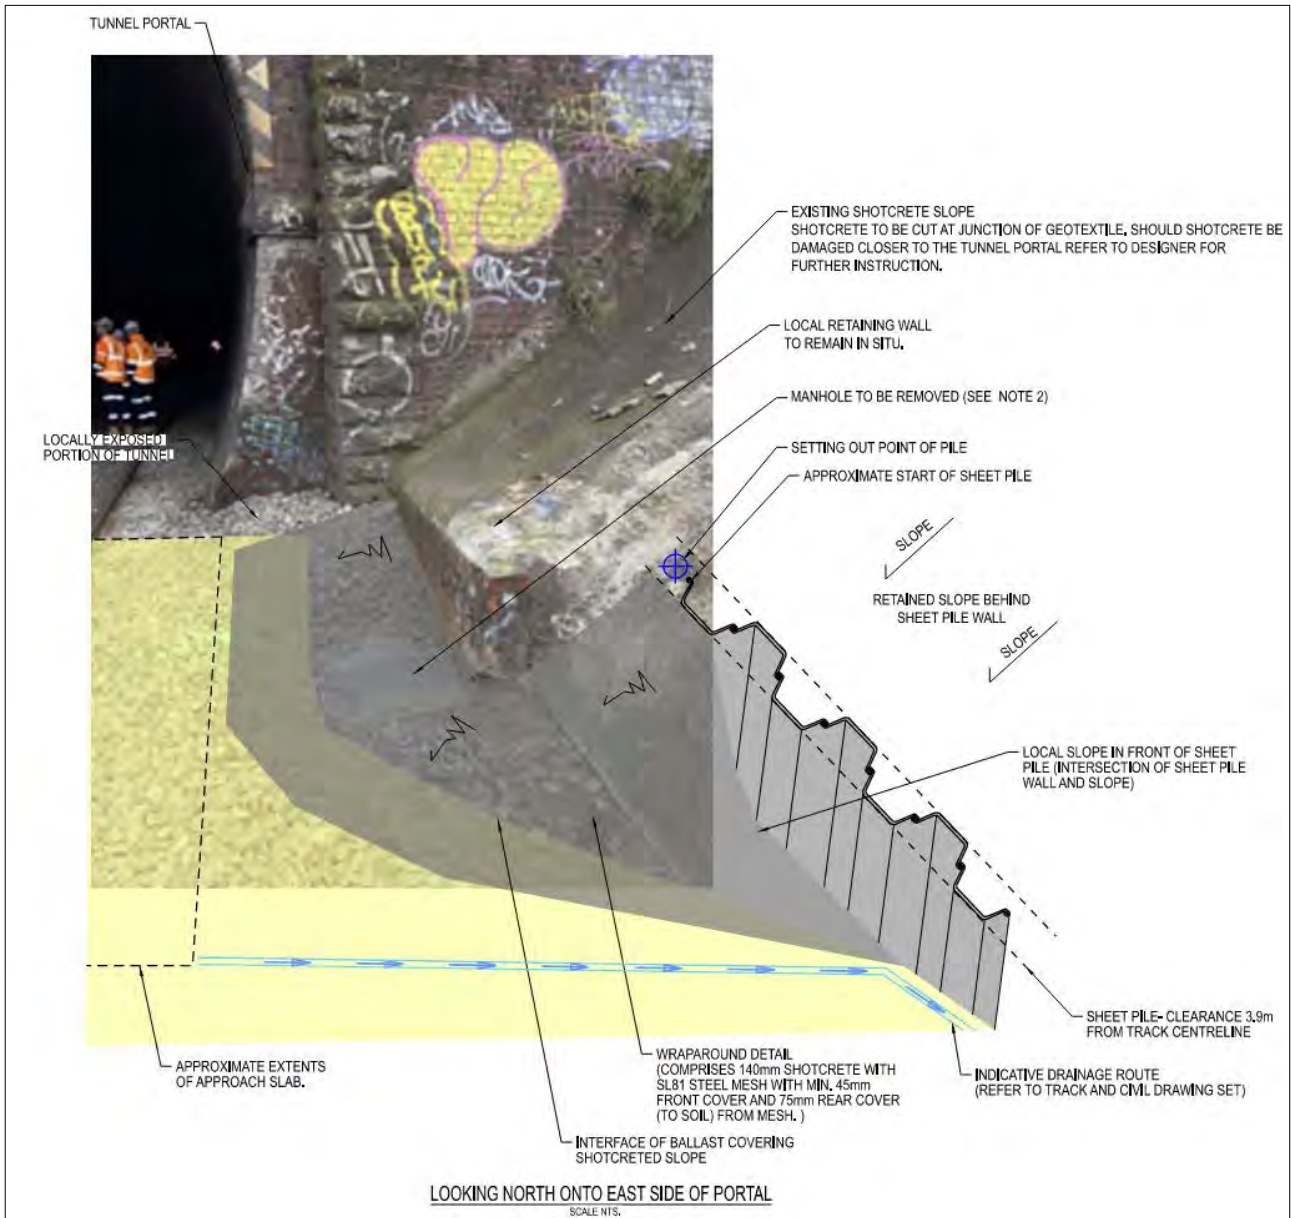 TUNNEL PORTAL
EXISTING SHOTCRETE SLOPE
SHOTCRETE TO BE CUT AT JUNCTION OF GEOTEXTILE. SHOULD SHOTCRETE BE
DAMAGED CLOSER TO THE TUNNEL PORTAL REFER TO DESIGNER FOR
FURTHER INSTRUCTION.
LOCAL RETAINING WALL
TO REMAIN IN SITU.
MANHOLE TO BE REMOVED (SEE NOTE 2)
LOCALLY EXPOSED
PORTION OF TUNNEL
SETTING OUT POINT OF PILE
APPROXIMATE START OF SHEET PILE
SLOPE
RETAINED SLOPE BEHIND
SHEET PILE WALL
SLOPE
LOCAL SLOPE IN FRONT OF SHEET
PILE (INTERSECTION OF SHEET PILE
WALL AND SLOPE)
SHEET PILE- CLEARANCE 3.9m
FROM TRACK CENTRELINE
APPROXIMATE EXTENTS
OF APPROACH SLAB.
WRAPAROUND DETAIL
(COMPRISES 140mm SHOTCRETE WITH
SL81 STEEL MESH WITH MIN. 45mm
FRONT COVER AND 75mm REAR COVER
(TO SOIL) FROM MESH. )
INDICATIVE DRAINAGE ROUTE
(REFER TO TRACK AND CIVIL DRAWING SET)
INTERFACE OF BALLAST COVERING
SHOTCRETED SLOPE
LOOKING NORTH ONTO EAST SIDE OF PORTAL
SCALE NTS.